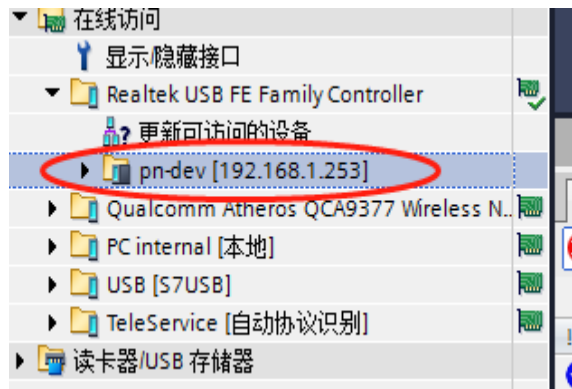 在线访问
显示/隐藏接口
Realtek USB FE Family Controller
更新可访问的设备
pn-dev [192.168.1.253]
Qualcomm Atheros QCA9377 Wireless N..
PC internal [本地]
USB [S7USB]
TeleService [自动协议识别]
读卡器/USB 存储器